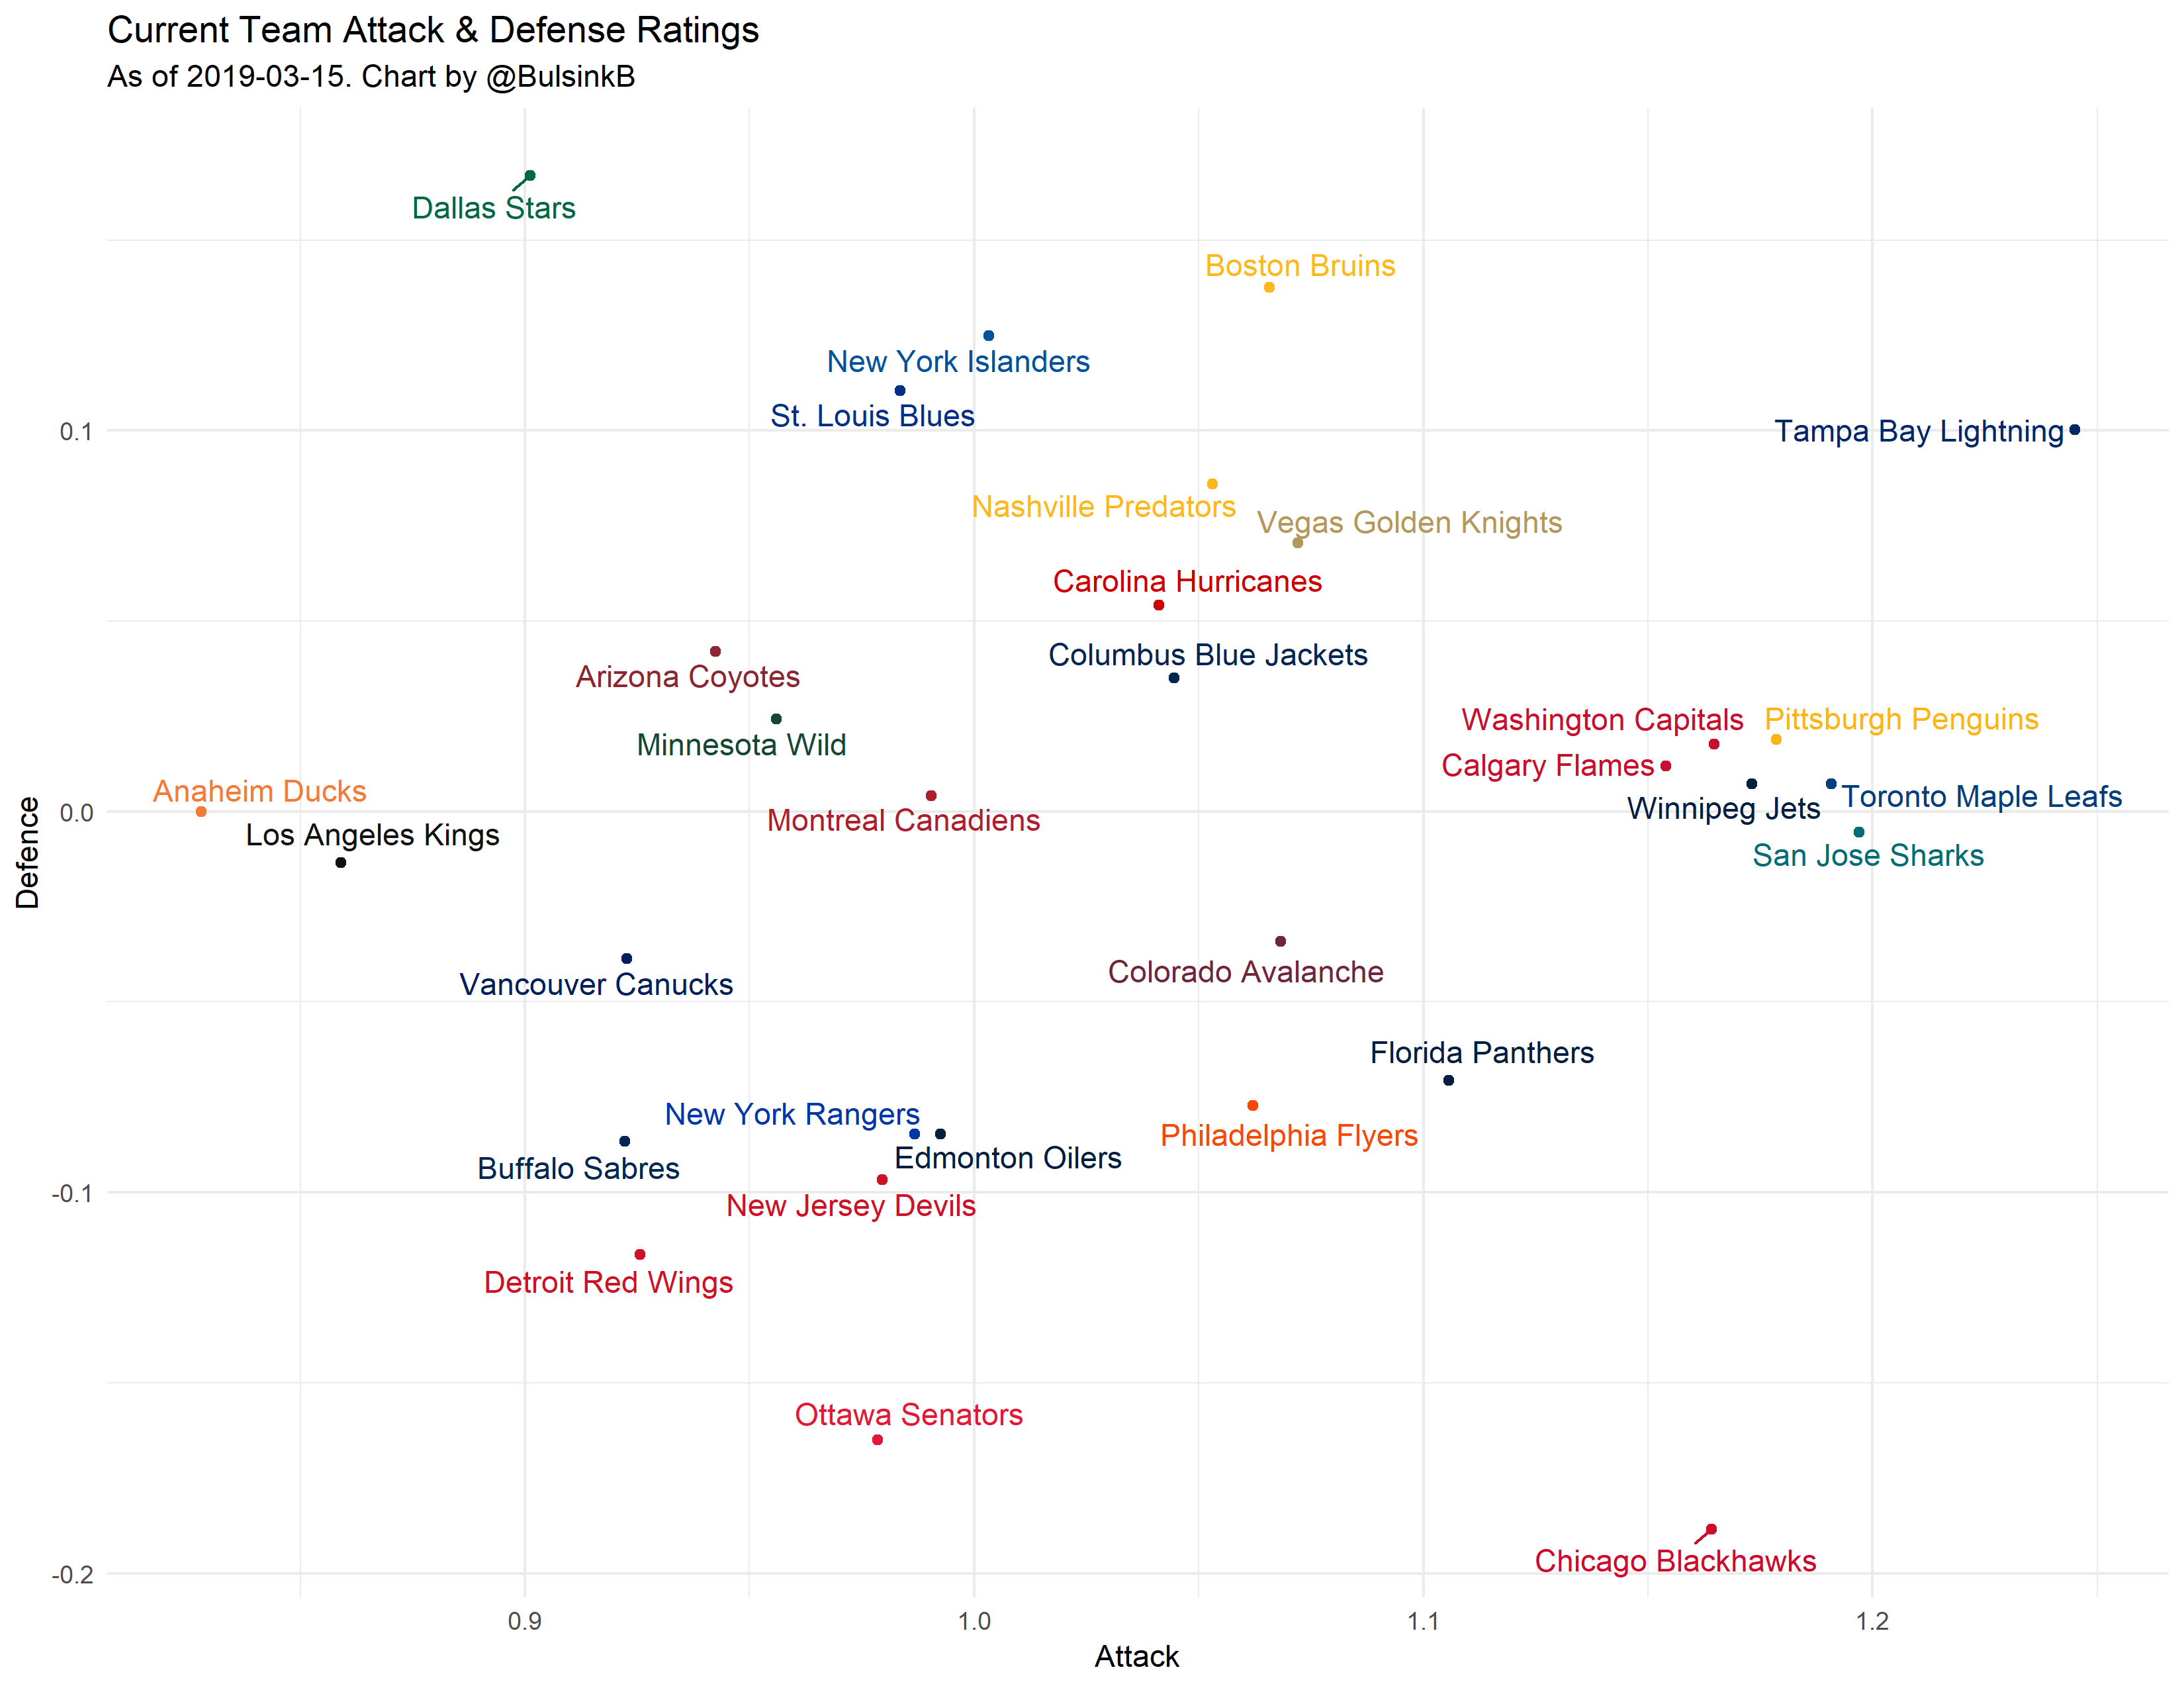 Current Team Attack & Defense Ratings
As of 2019-03-15. Chart by @BulsinkB
Dallas Stars
Boston Bruins
New York Islanders
St. Louis Blues
0.1
Tampa Bay Lightning
Nashville Predators
Vegas Golden Knights
Carolina Hurricanes
Columbus Blue Jackets
Arizona Coyotes
Washington Capitals
Pittsburgh Penguins
Minnesota Wild
Calgary Flames
Anaheim Ducks
Toronto Maple Leafs
Winnipeg Jets
0.0
Montreal Canadiens
Los Angeles Kings
San Jose Sharks
Defence
Colorado Avalanche
Vancouver Canucks
Florida Panthers
New York Rangers
Philadelphia Flyers
Edmonton Oilers
Buffalo Sabres
-0.1
New Jersey Devils
Detroit Red Wings
Ottawa Senators
Chicago Blackhawks
-0.2
0.9
1.0
1.1
1.2
Attack